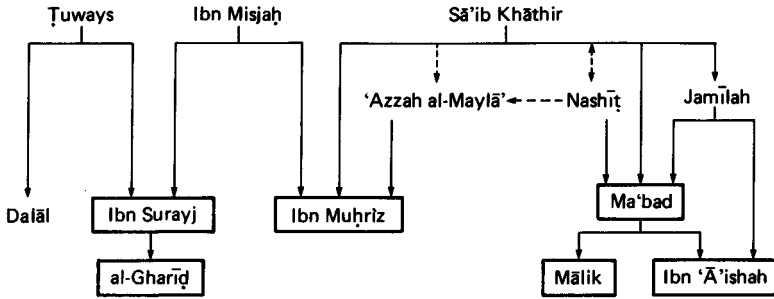 Ṭuways Ibn Misjaḥ Sā’ib Khāthir
‘Azzah al-Maylā’ Nashīṭ Jamīlah
Dalāl Ibn Surayj Ibn Muḥriz Ma‘bad
al-Gharīḍ Mālik Ibn ‘Ā’ishah